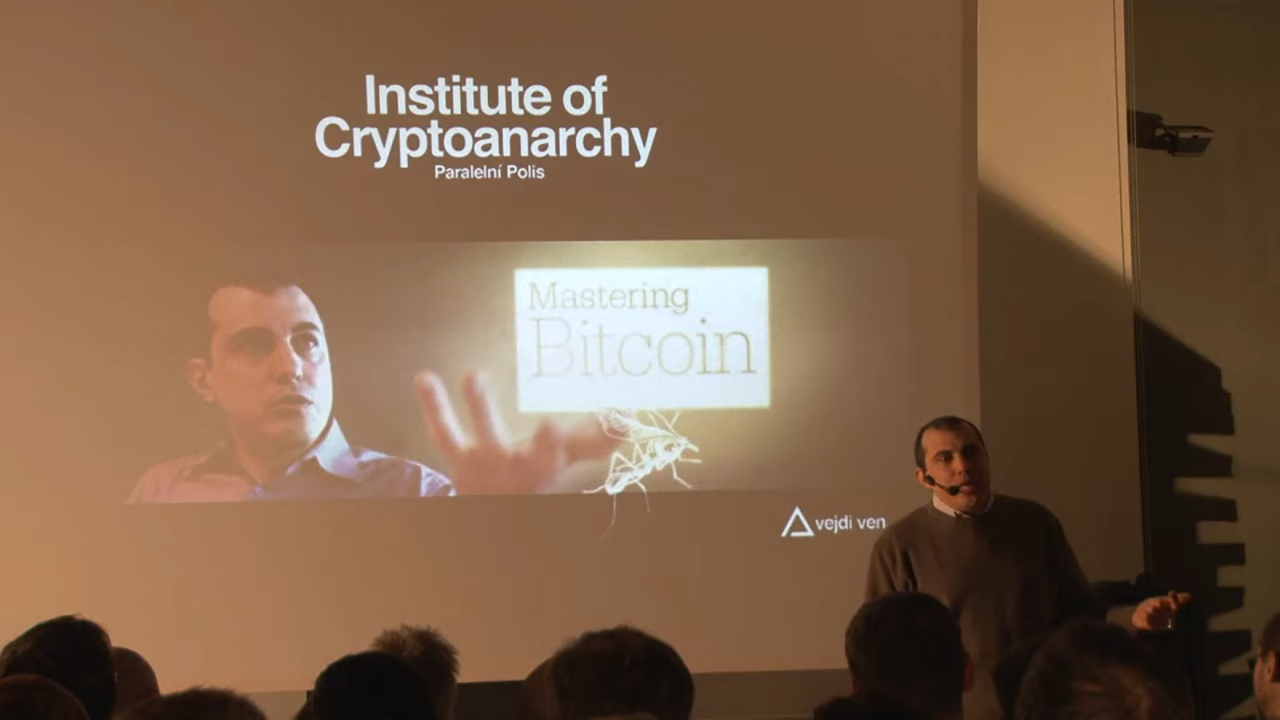 Institute of
Cryptoanarchy
Paralelní Polis
Mastering
Bitcoin
vejdi ven